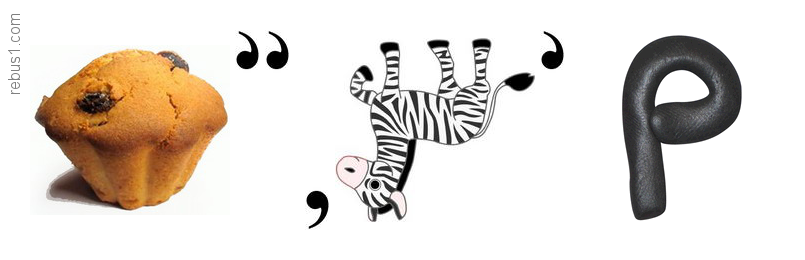 rebus1.com
,,
,
,
Р